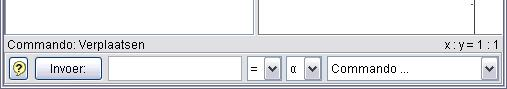 Commando: Verplaatsen x : y = 1 : 1
? Invoer: = α Commando ...